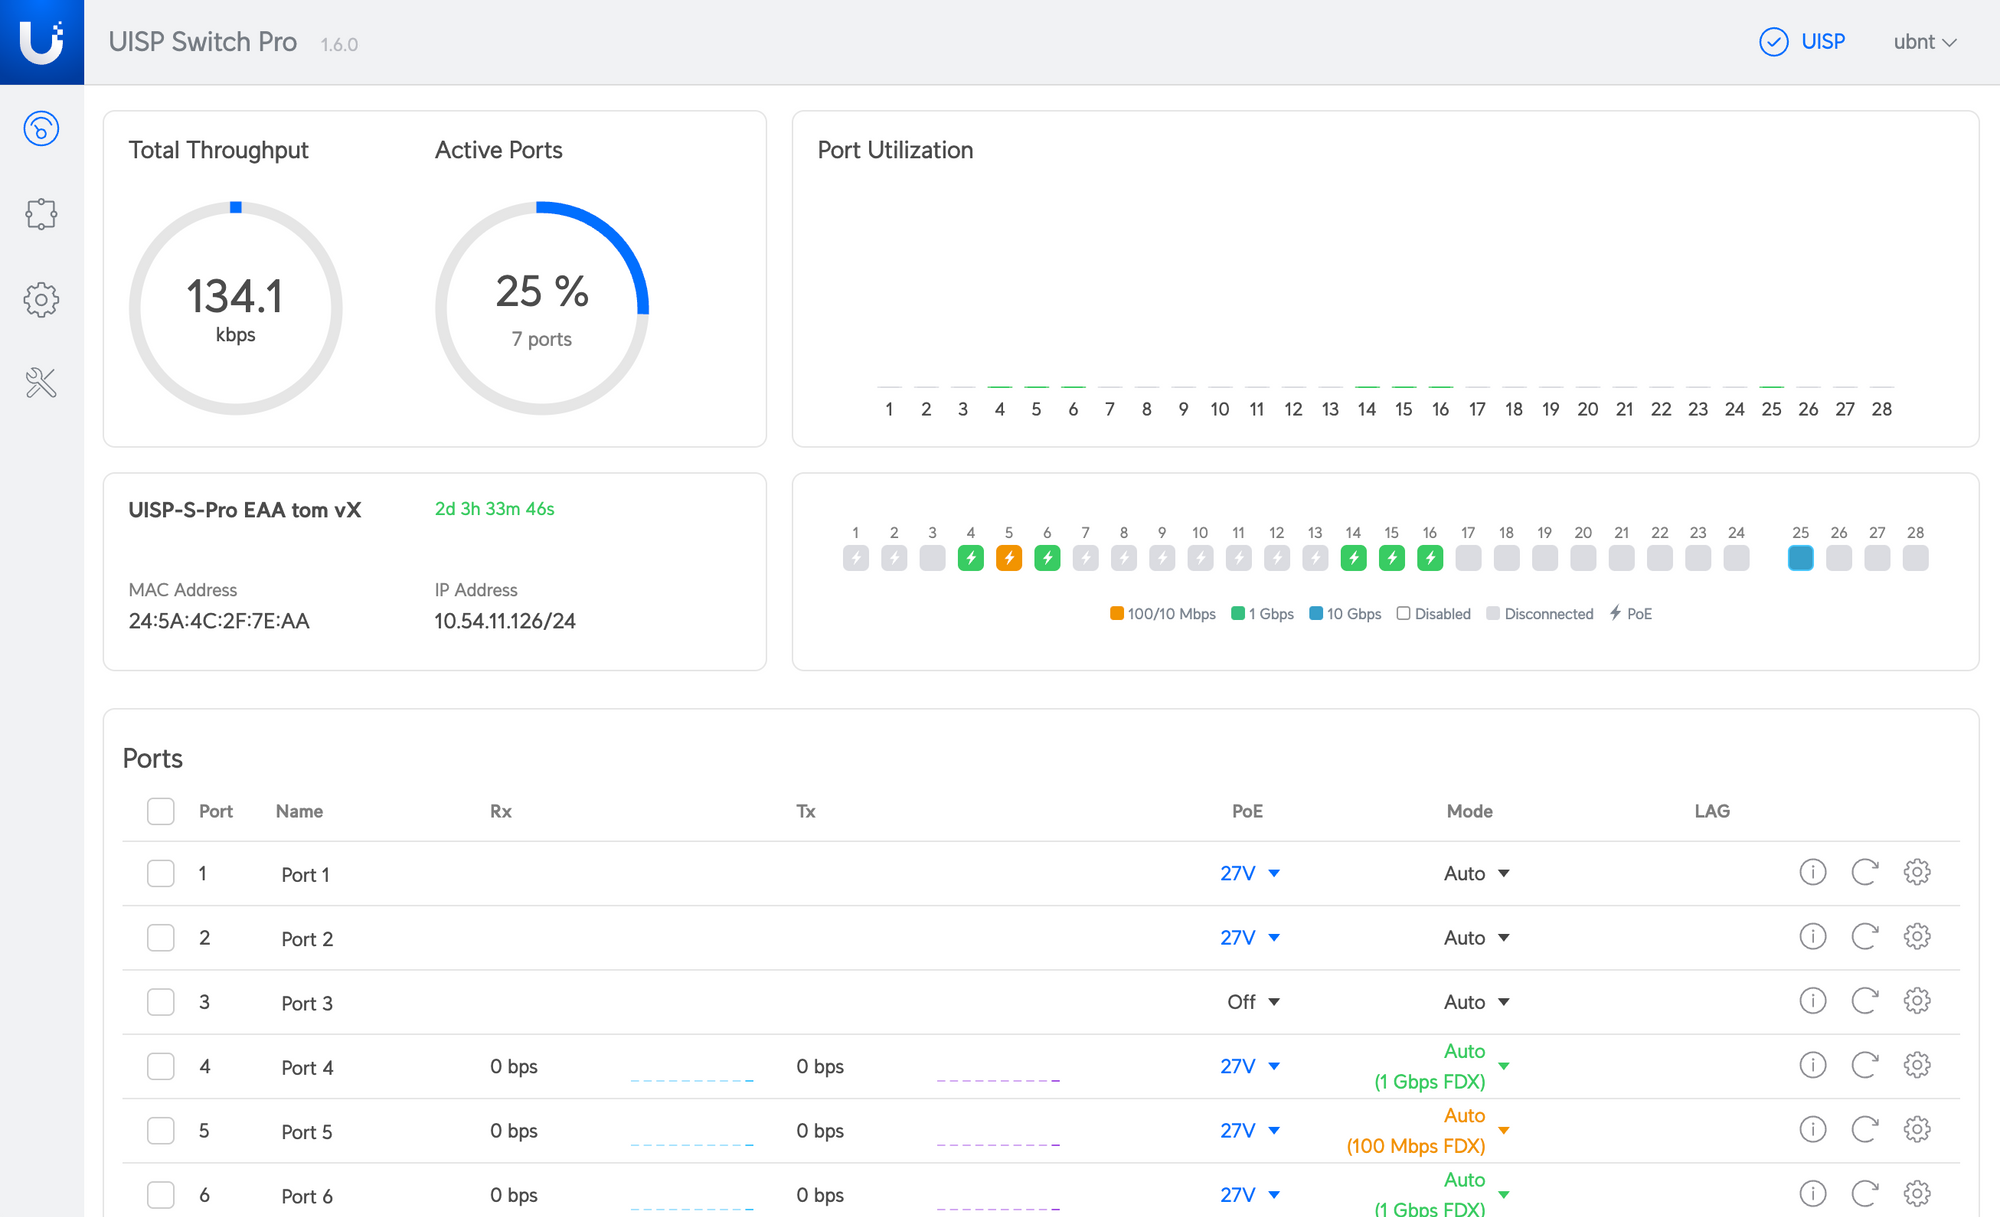 UISP Switch Pro 1.6.0
UISP
ubnt
Total Throughput
134.1
kbps
Active Ports
25 %
7 ports
Port Utilization
1 2 3 4 5 6 7 8 9 10 11 12 13 14 15 16 17 18 19 20 21 22 23 24 25 26 27 28
UISP-S-Pro EAA tom vX
2d 3h 33m 46s
MAC Address
24:5A:4C:2F:7E:AA
IP Address
10.54.11.126/24
1 2 3 4 5 6 7 8 9 10 11 12 13 14 15 16 17 18 19 20 21 22 23 24 25 26 27 28
100/10 Mbps 1 Gbps 10 Gbps Disabled Disconnected PoE
Ports
Port Name Rx Tx PoE Mode LAG
1 Port 1 27V Auto
2 Port 2 27V Auto
3 Port 3 Off Auto
4 Port 4 0 bps 0 bps 27V Auto
(1 Gbps FDX)
5 Port 5 0 bps 0 bps 27V Auto
(100 Mbps FDX)
6 Port 6 0 bps 0 bps 27V Auto
(1 Gbps FDX)